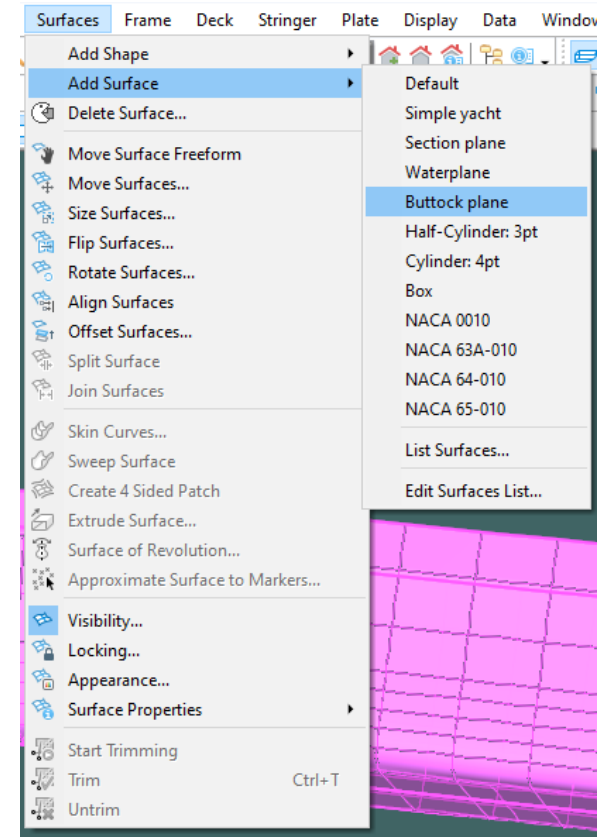 Surfaces Frame Deck Stringer Plate Display Data Window
Add Shape
Add Surface
Delete Surface...
Move Surface Freeform
Move Surfaces...
Size Surfaces...
Flip Surfaces...
Rotate Surfaces...
Align Surfaces
Offset Surfaces...
Split Surface
Join Surfaces
Skin Curves...
Sweep Surface
Create 4 Sided Patch
Extrude Surface...
Surface of Revolution...
Approximate Surface to Markers...
Visibility...
Locking...
Appearance...
Surface Properties
Start Trimming
Trim Ctrl+T
Untrim
Default
Simple yacht
Section plane
Waterplane
Buttock plane
Half-Cylinder: 3pt
Cylinder: 4pt
Box
NACA 0010
NACA 63A-010
NACA 64-010
NACA 65-010
List Surfaces...
Edit Surfaces List...